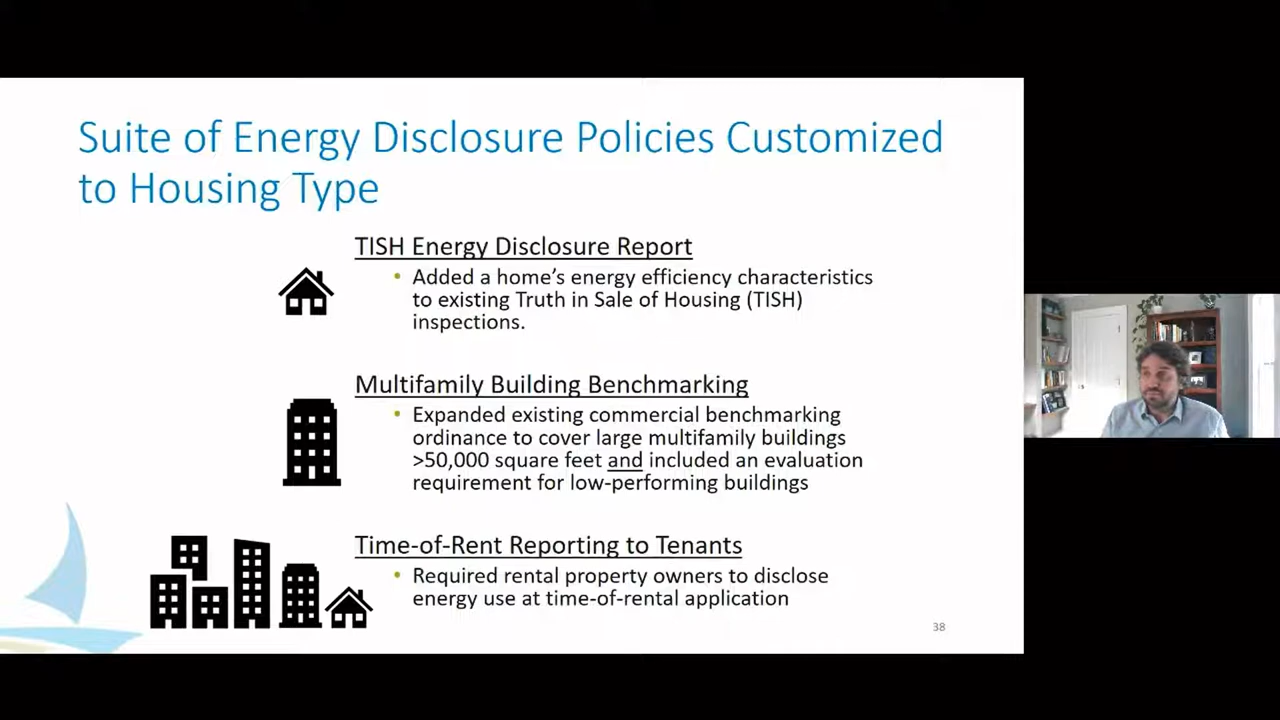 Suite of Energy Disclosure Policies Customized
to Housing Type
TISH Energy Disclosure Report
• Added a home's energy efficiency characteristics
to existing Truth in Sale of Housing (TISH)
inspections.
Multifamily Building Benchmarking
• Expanded existing commercial benchmarking
ordinance to cover large multifamily buildings
>50,000 square feet and included an evaluation
requirement for low-performing buildings
Time-of-Rent Reporting to Tenants
• Required rental property owners to disclose
energy use at time-of-rental application
38